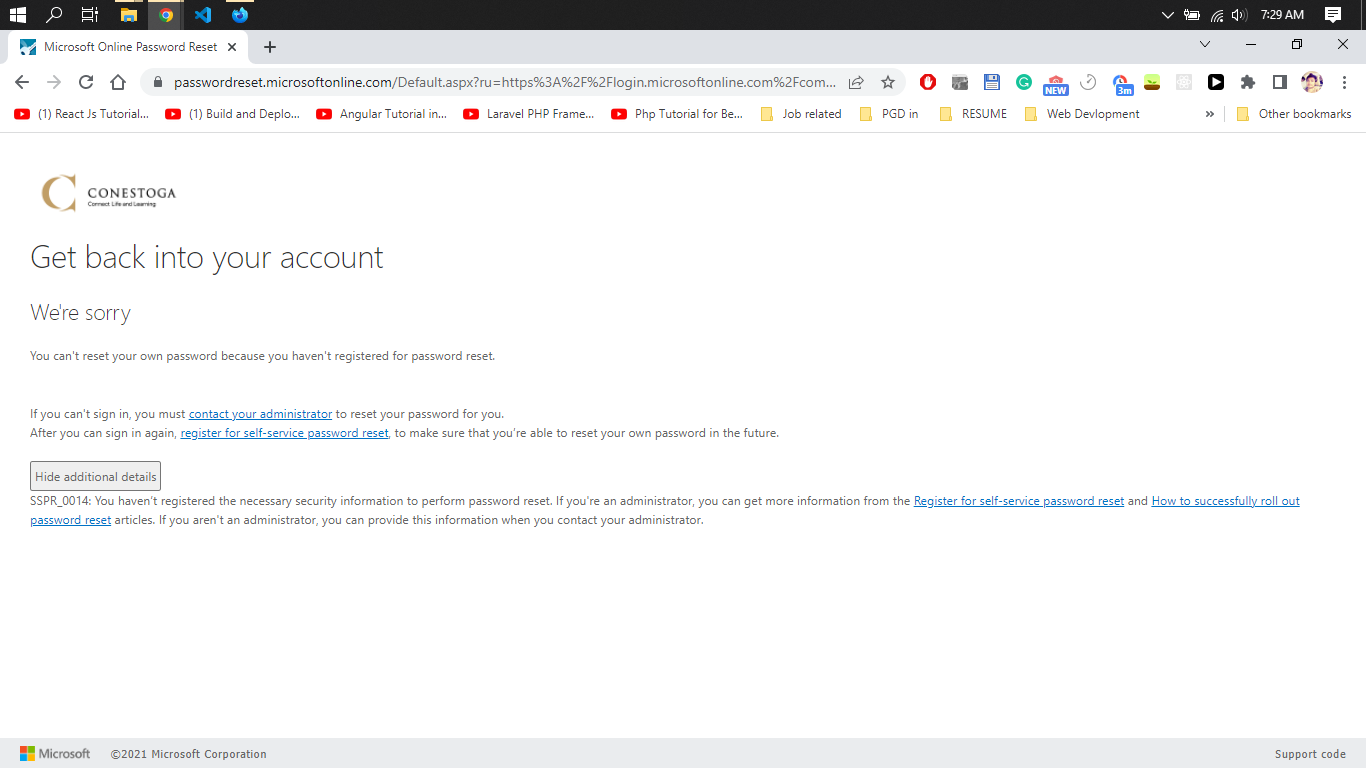 7:29 AM
Microsoft Online Password Reset
passwordreset.microsoftonline.com/Default.aspx?ru=https%3A%2F%2Flogin.microsoftonline.com%2Fcom...
NEW
3m
(1) React Js Tutorial...
(1) Build and Deplo...
Angular Tutorial in...
Laravel PHP Frame...
Php Tutorial for Be...
Job related
PGD in
RESUME
Web Devlopment
»
Other bookmarks
CONESTOGA
Connect Life and Learning
Get back into your account
We're sorry
You can't reset your own password because you haven't registered for password reset.
If you can't sign in, you must contact your administrator to reset your password for you.
After you can sign in again, register for self-service password reset, to make sure that you're able to reset your own password in the future.
Hide additional details
SSPR_0014: You haven't registered the necessary security information to perform password reset. If you're an administrator, you can get more information from the Register for self-service password reset and How to successfully roll out
password reset articles. If you aren't an administrator, you can provide this information when you contact your administrator.
Microsoft
©2021 Microsoft Corporation
Support code